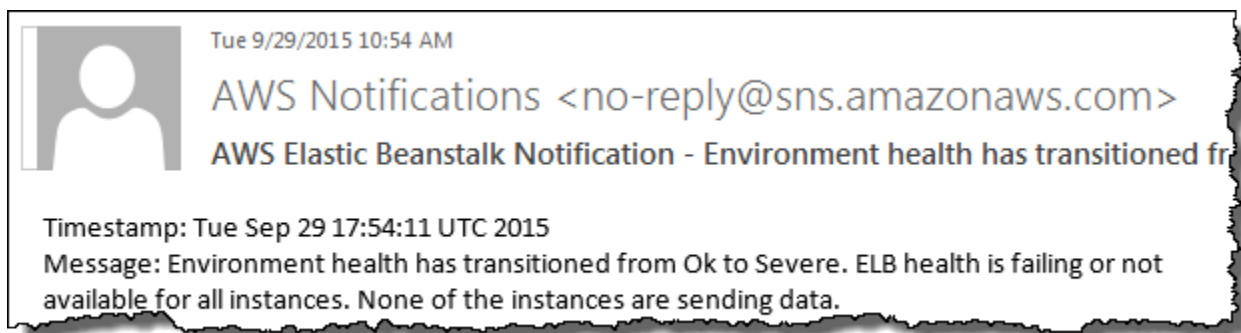 Tue 9/29/2015 10:54 AM
AWS Notifications <no-reply@sns.amazonaws.com>
AWS Elastic Beanstalk Notification - Environment health has transitioned
Timestamp: Tue Sep 29 17:54:11 UTC 2015
Message: Environment health has transitioned from Ok to Severe. ELB health is failing or not
available for all instances. None of the instances are sending data.